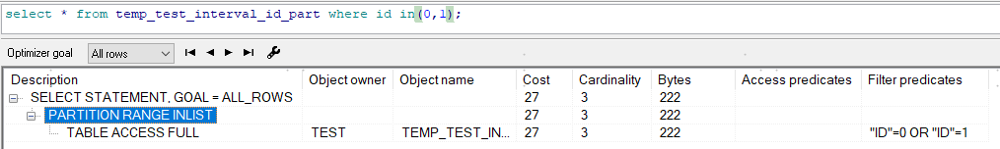 select * from temp_test_interval_id_part where id in(0,1);
Optimizer goal All rows
Description Object owner Object name Cost Cardinality Bytes Access predicates Filter predicates
SELECT STATEMENT, GOAL = ALL_ROWS 27 3 222
PARTITION RANGE INLIST 27 3 222
TABLE ACCESS FULL TEST TEMP_TEST_IN... 27 3 222 "ID"=0 OR "ID"=1